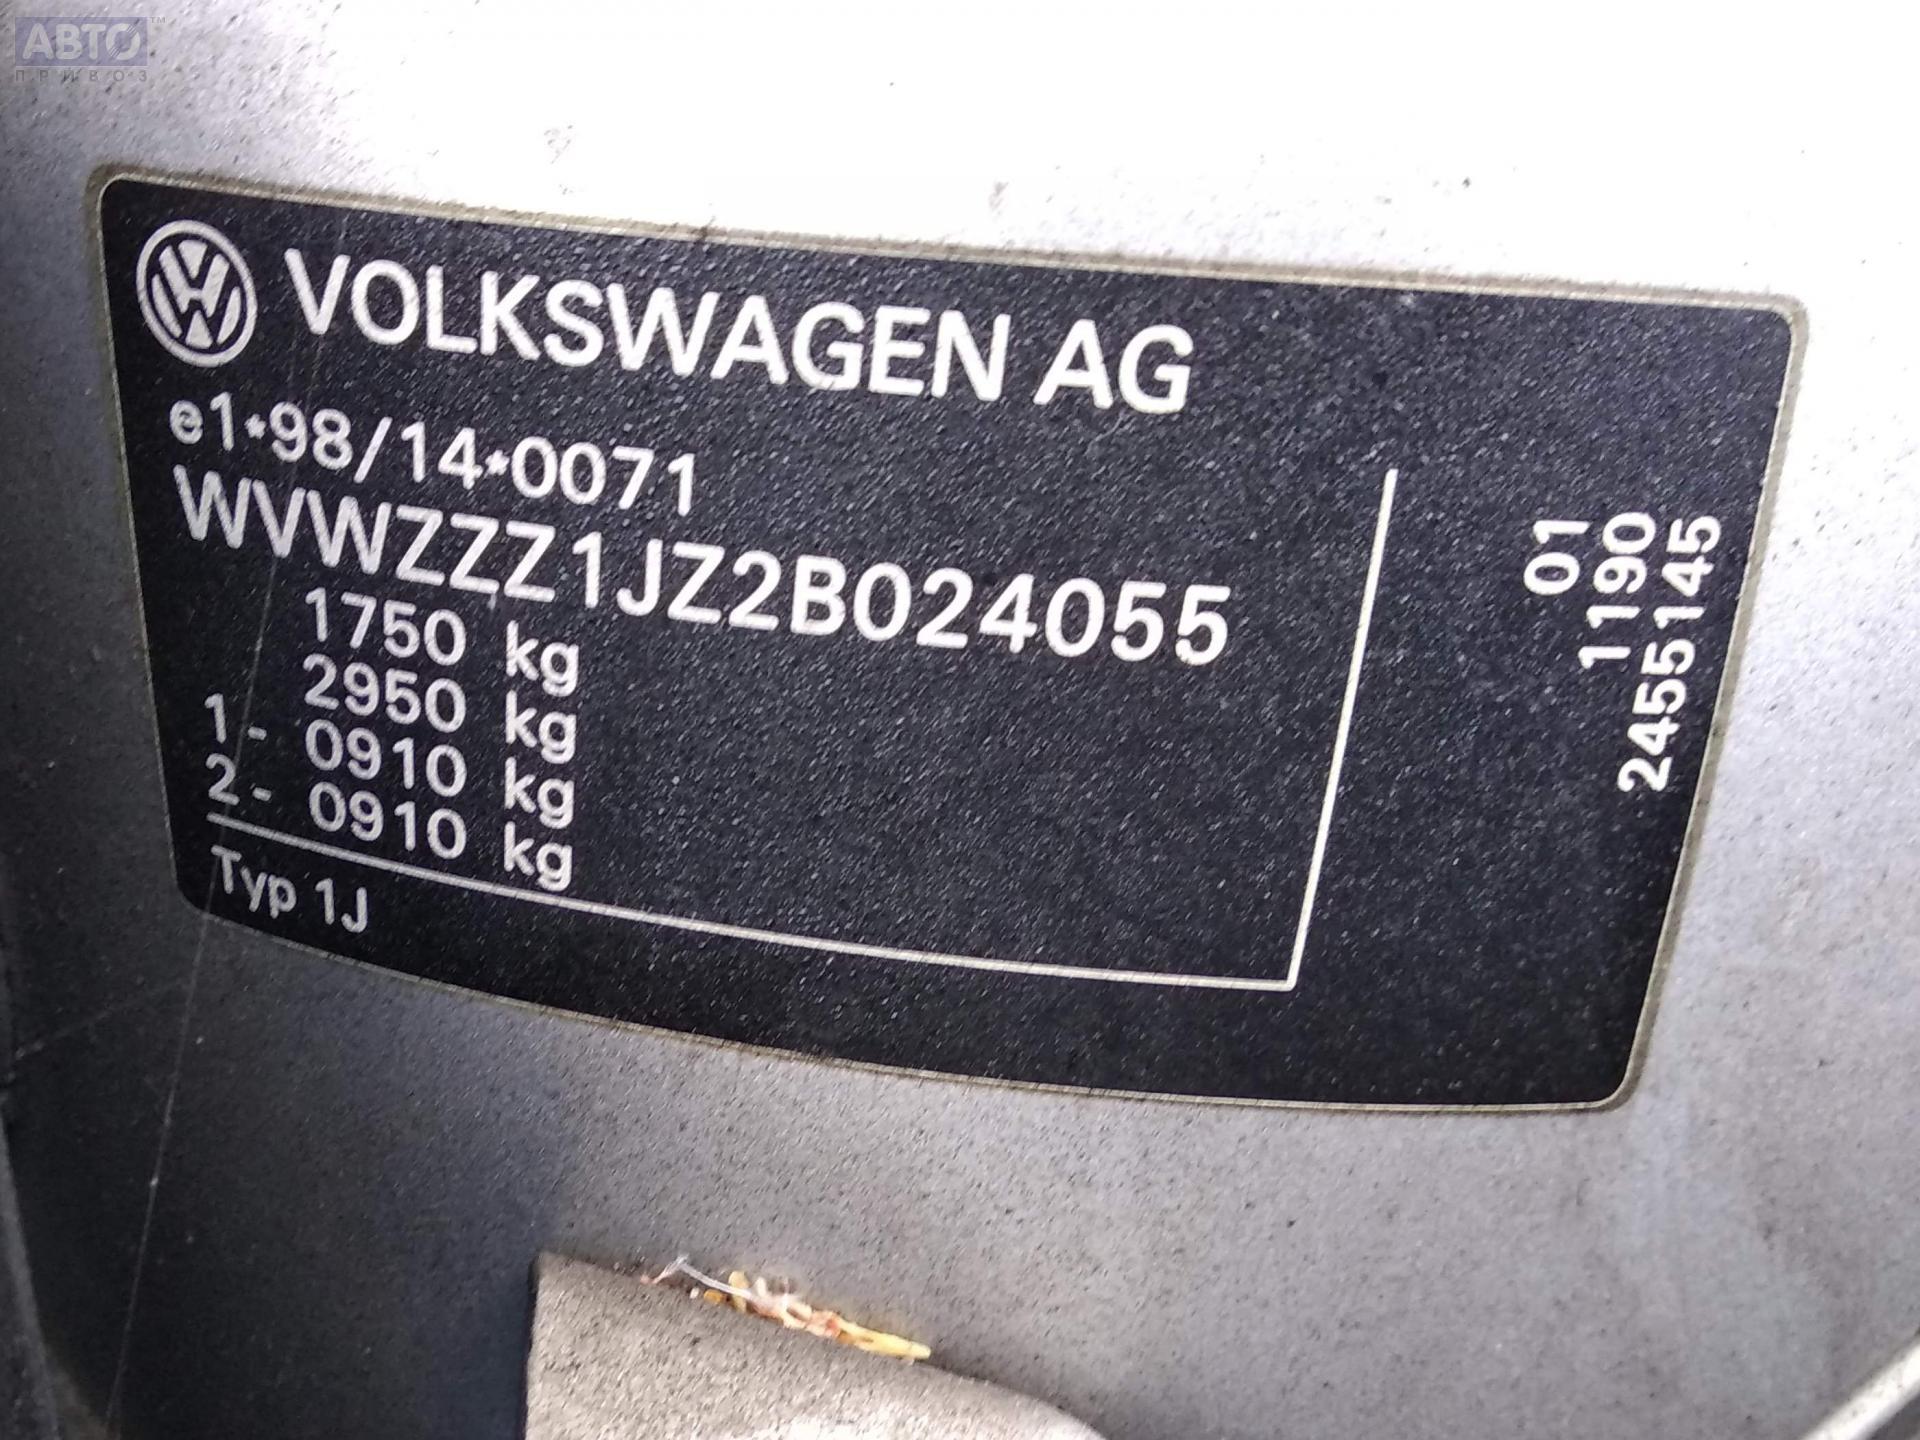 АВТО™
ПРИВОЗ
VOLKSWAGEN AG
e1*98/14*0071
WVWZZZ1JZ2B024055
1750 kg
2950 kg
1- 0910 kg
2- 0910 kg
Typ 1J
01
1190
2455145